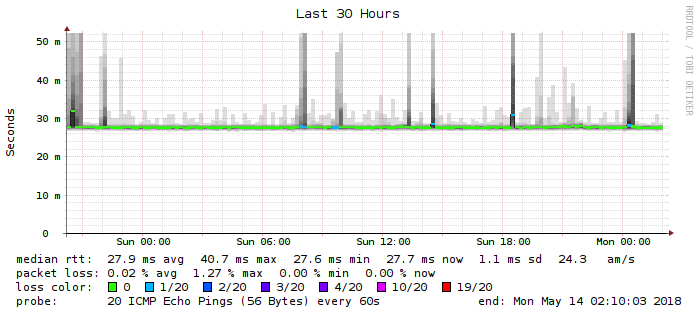 Last 30 Hours
RRDTOOL / TOBI OETIKER
Seconds
50 m
40 m
30 m
20 m
10 m
0
Sun 00:00 Sun 06:00 Sun 12:00 Sun 18:00 Mon 00:00
median rtt: 27.9 ms avg 40.7 ms max 27.6 ms min 27.7 ms now 1.1 ms sd 24.3 am/s
packet loss: 0.02 % avg 1.27 % max 0.00 % min 0.00 % now
loss color: 0 1/20 2/20 3/20 4/20 10/20 19/20
probe: 20 ICMP Echo Pings (56 Bytes) every 60s end: Mon May 14 02:10:03 2018